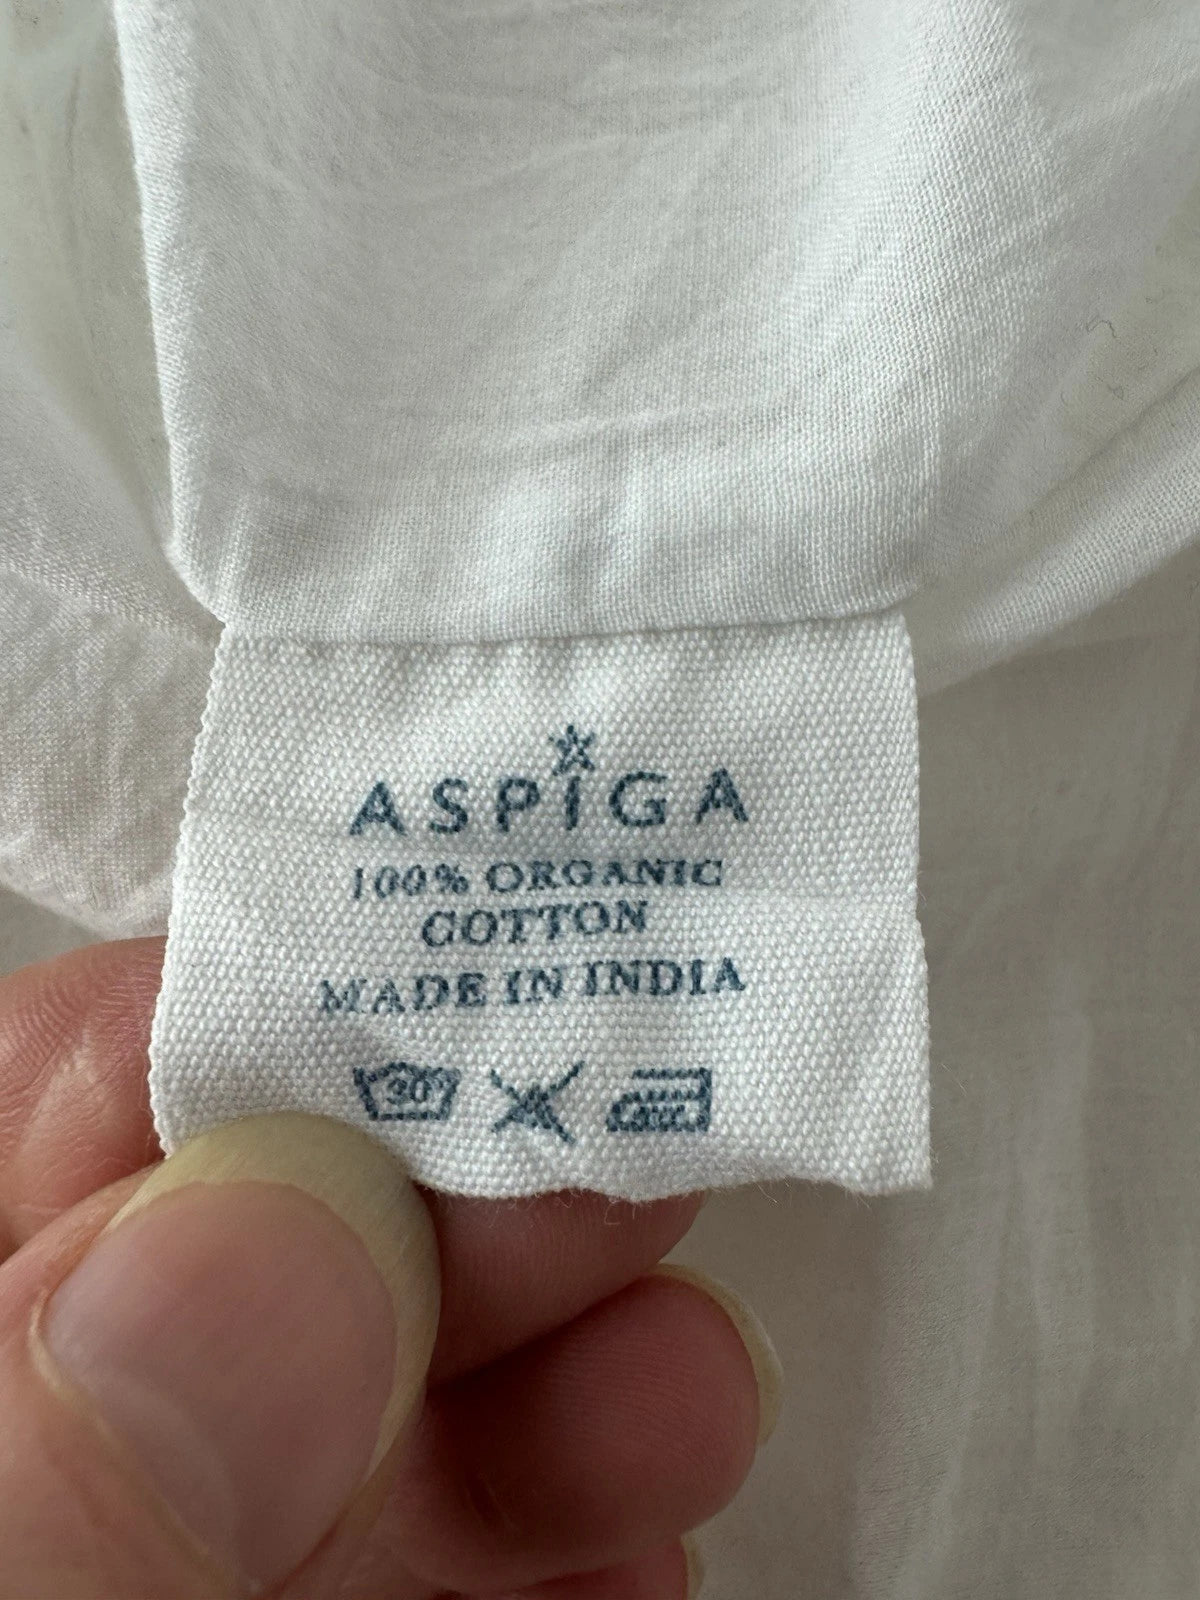 ASPIGA
100% ORGANIC
COTTON
MADE IN INDIA
30°